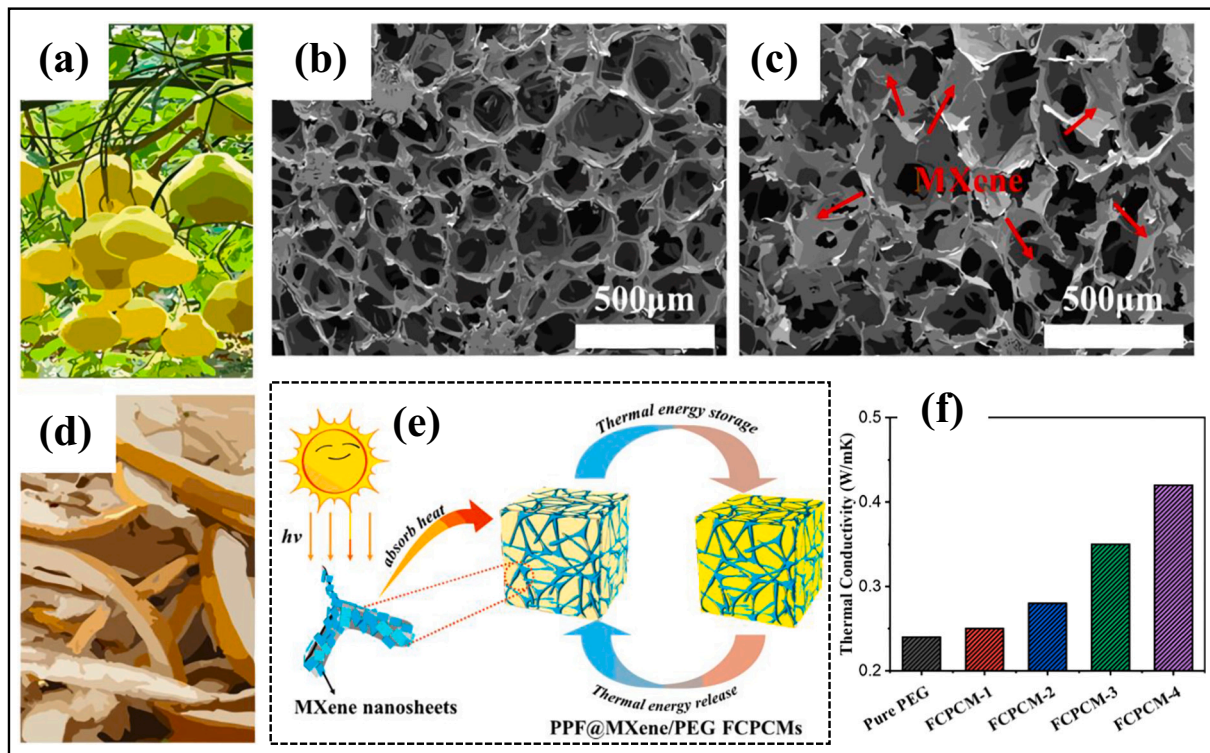 (a)
(b)
500μm
(c)
MXene
500μm
(d)
(e)
hv
absorb heat
Thermal energy storage
Thermal energy release
MXene nanosheets
PPF@MXene/PEG FCPCMs
(f)
Thermal Conductivity (W/mK)
0.5
0.4
0.3
0.2
Pure PEG
FCPCM-1
FCPCM-2
FCPCM-3
FCPCM-4